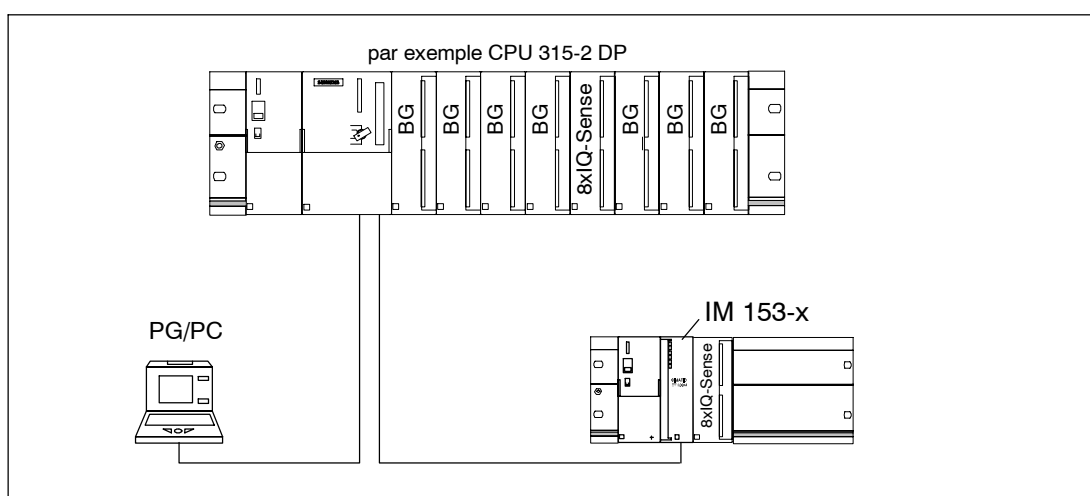 par exemple CPU 315-2 DP
BG
BG
BG
BG
8xIQ-Sense
BG
BG
BG
IM 153-x
PG/PC
8xIQ-Sense